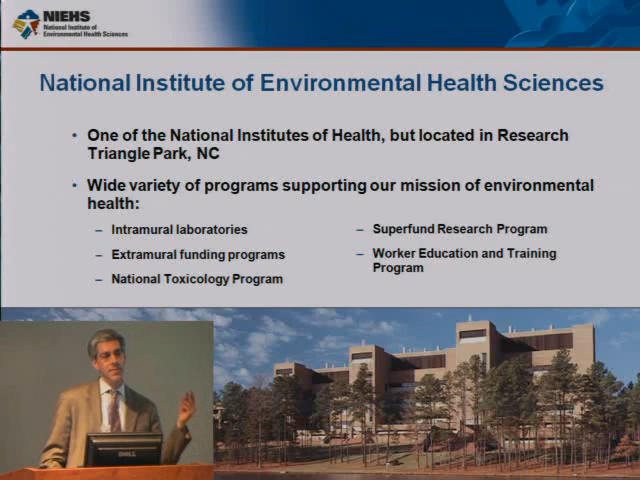 NIEHS
National Institute of
Environmental Health Sciences
National Institute of Environmental Health Sciences
• One of the National Institutes of Health, but located in Research
Triangle Park, NC
• Wide variety of programs supporting our mission of environmental
health:
– Intramural laboratories
– Extramural funding programs
– National Toxicology Program
– Superfund Research Program
– Worker Education and Training
Program
DELL